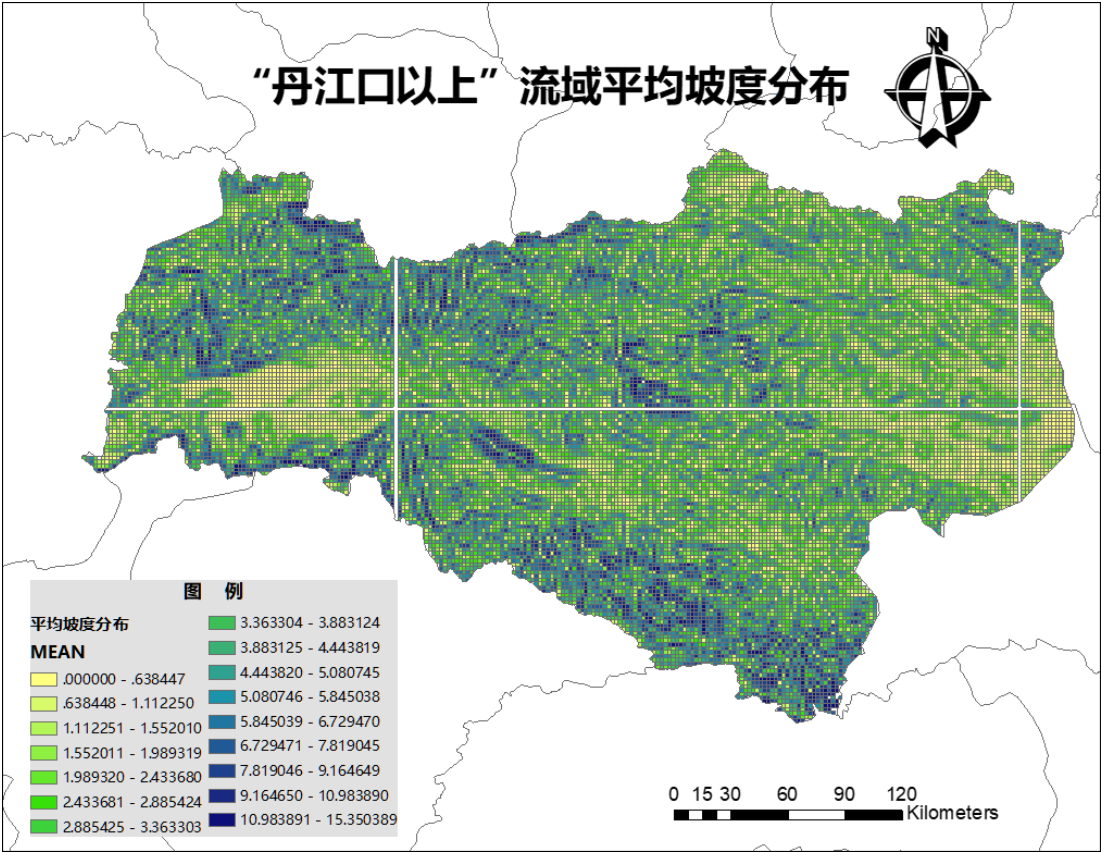 “丹江口以上”流域平均坡度分布
N
图 例
平均坡度分布
MEAN
.000000 - .638447
.638448 - 1.112250
1.112251 - 1.552010
1.552011 - 1.989319
1.989320 - 2.433680
2.433681 - 2.885424
2.885425 - 3.363303
3.363304 - 3.883124
3.883125 - 4.443819
4.443820 - 5.080745
5.080746 - 5.845038
5.845039 - 6.729470
6.729471 - 7.819045
7.819046 - 9.164649
9.164650 - 10.983890
10.983891 - 15.350389
0 15 30 60 90 120
Kilometers